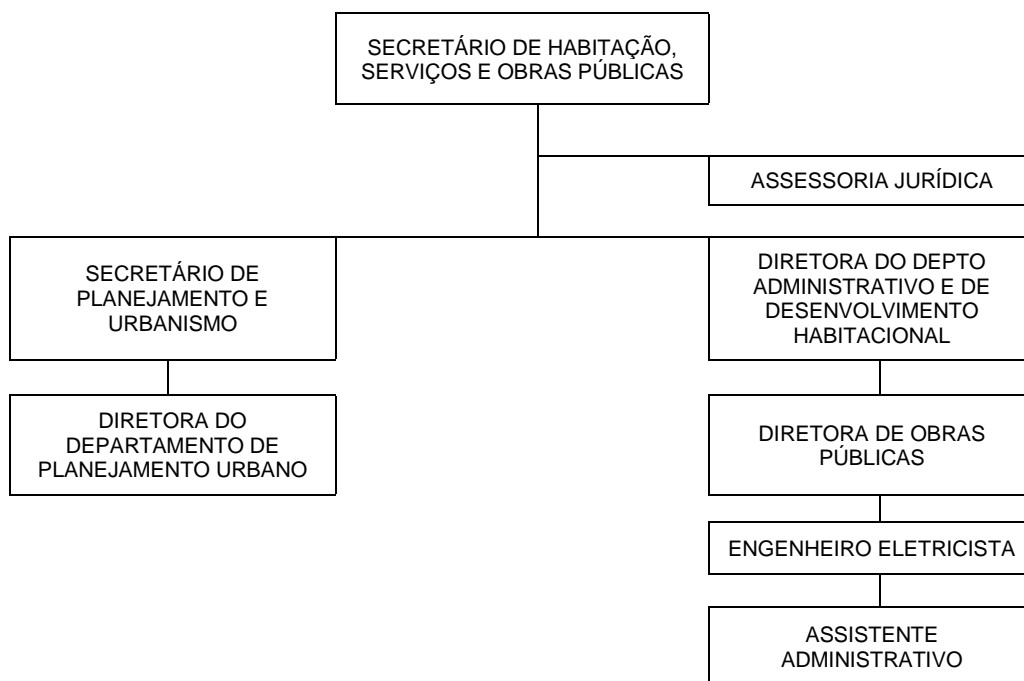 SECRETÁRIO DE HABITAÇÃO,
SERVIÇOS E OBRAS PÚBLICAS
ASSESSORIA JURÍDICA
SECRETÁRIO DE
PLANEJAMENTO E
URBANISMO
DIRETORA DO DEPTO
ADMINISTRATIVO E DE
DESENVOLVIMENTO
HABITACIONAL
DIRETORA DO
DEPARTAMENTO DE
PLANEJAMENTO URBANO
DIRETORA DE OBRAS
PÚBLICAS
ENGENHEIRO ELETRICISTA
ASSISTENTE
ADMINISTRATIVO